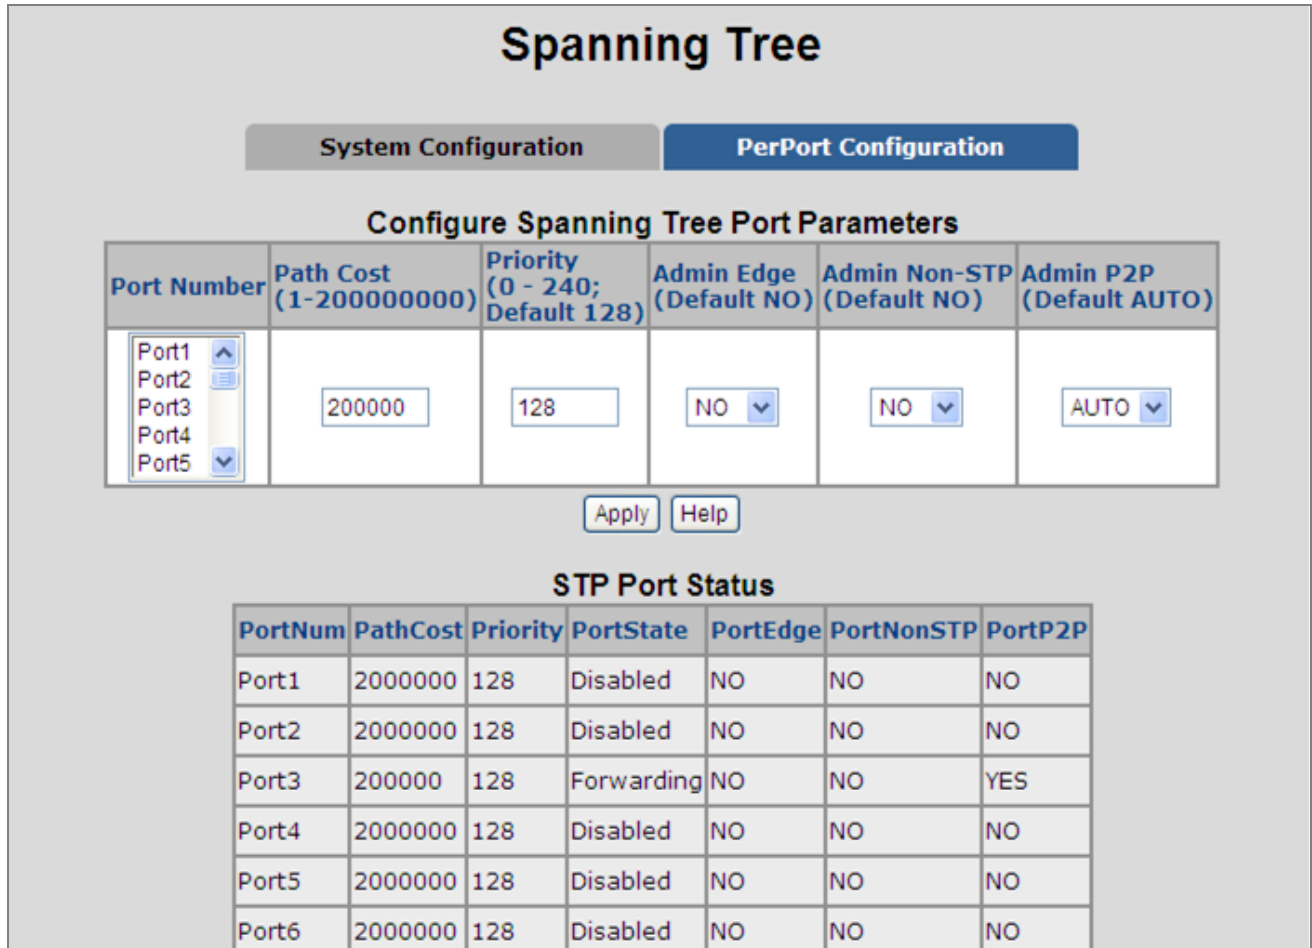 Spanning Tree
System Configuration
PerPort Configuration
Configure Spanning Tree Port Parameters
Port Number
Path Cost
(1-200000000)
Priority
(0 - 240;
Default 128)
Admin Edge
(Default NO)
Admin Non-STP
(Default NO)
Admin P2P
(Default AUTO)
Port1
Port2
Port3
Port4
Port5
200000
128
NO
NO
AUTO
Apply
Help
STP Port Status
PortNum PathCost Priority PortState PortEdge PortNonSTP PortP2P
Port1 2000000 128 Disabled NO NO NO
Port2 2000000 128 Disabled NO NO NO
Port3 200000 128 Forwarding NO NO YES
Port4 2000000 128 Disabled NO NO NO
Port5 2000000 128 Disabled NO NO NO
Port6 2000000 128 Disabled NO NO NO